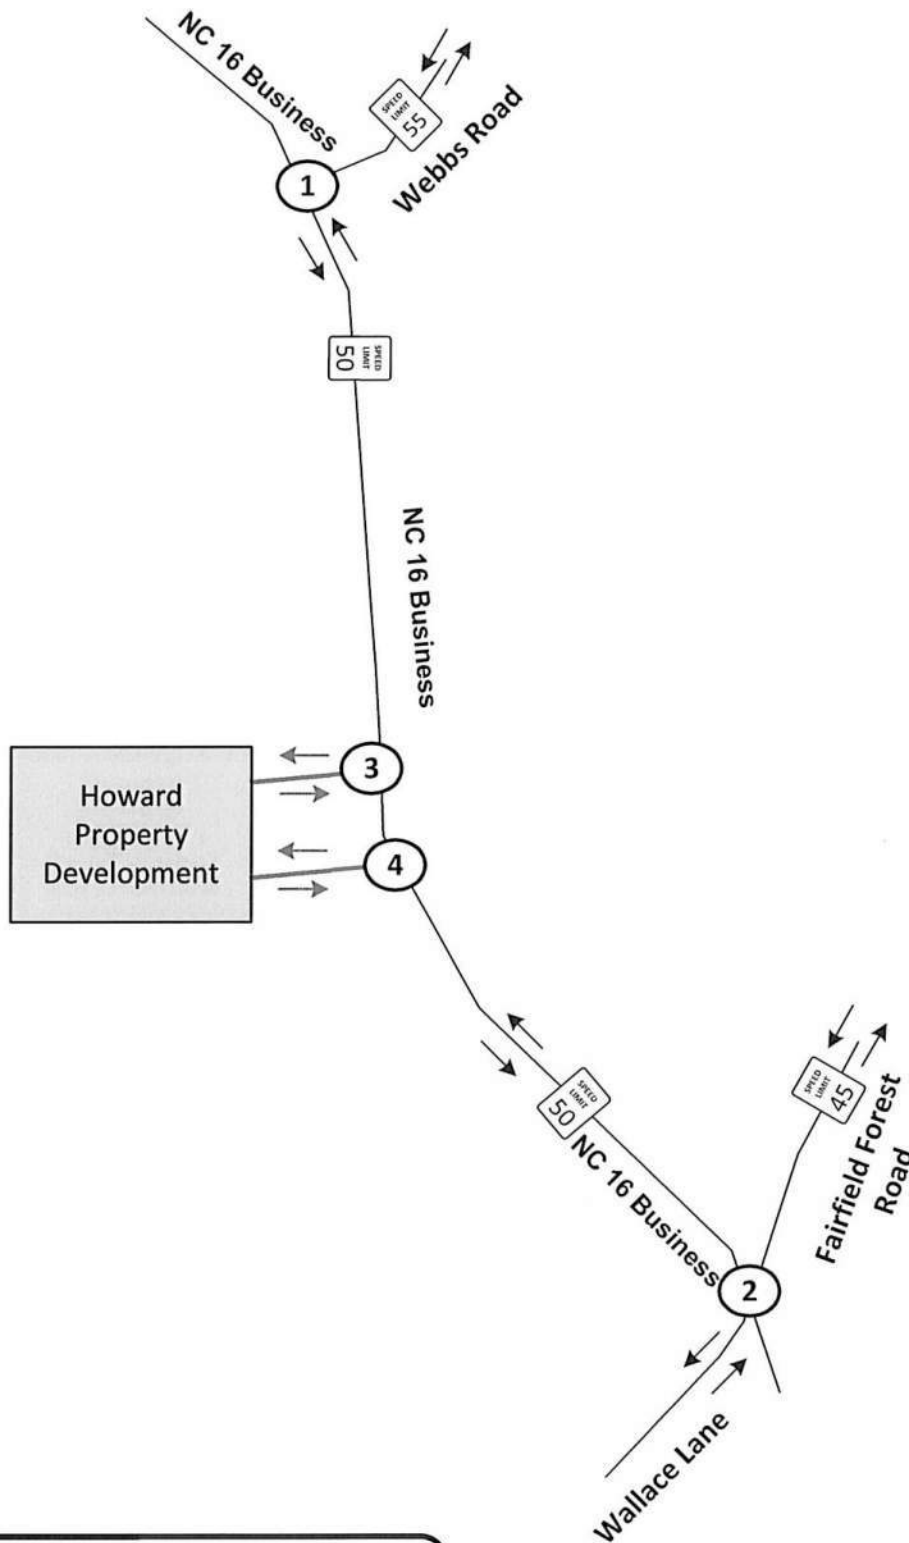 NC 16 Business
SPEED
LIMIT
55
Webbs Road
1
SPEED
LIMIT
50
NC 16 Business
3
Howard
Property
Development
4
SPEED
LIMIT
50
NC 16 Business
SPEED
LIMIT
45
Fairfield Forest
Road
2
Wallace Lane